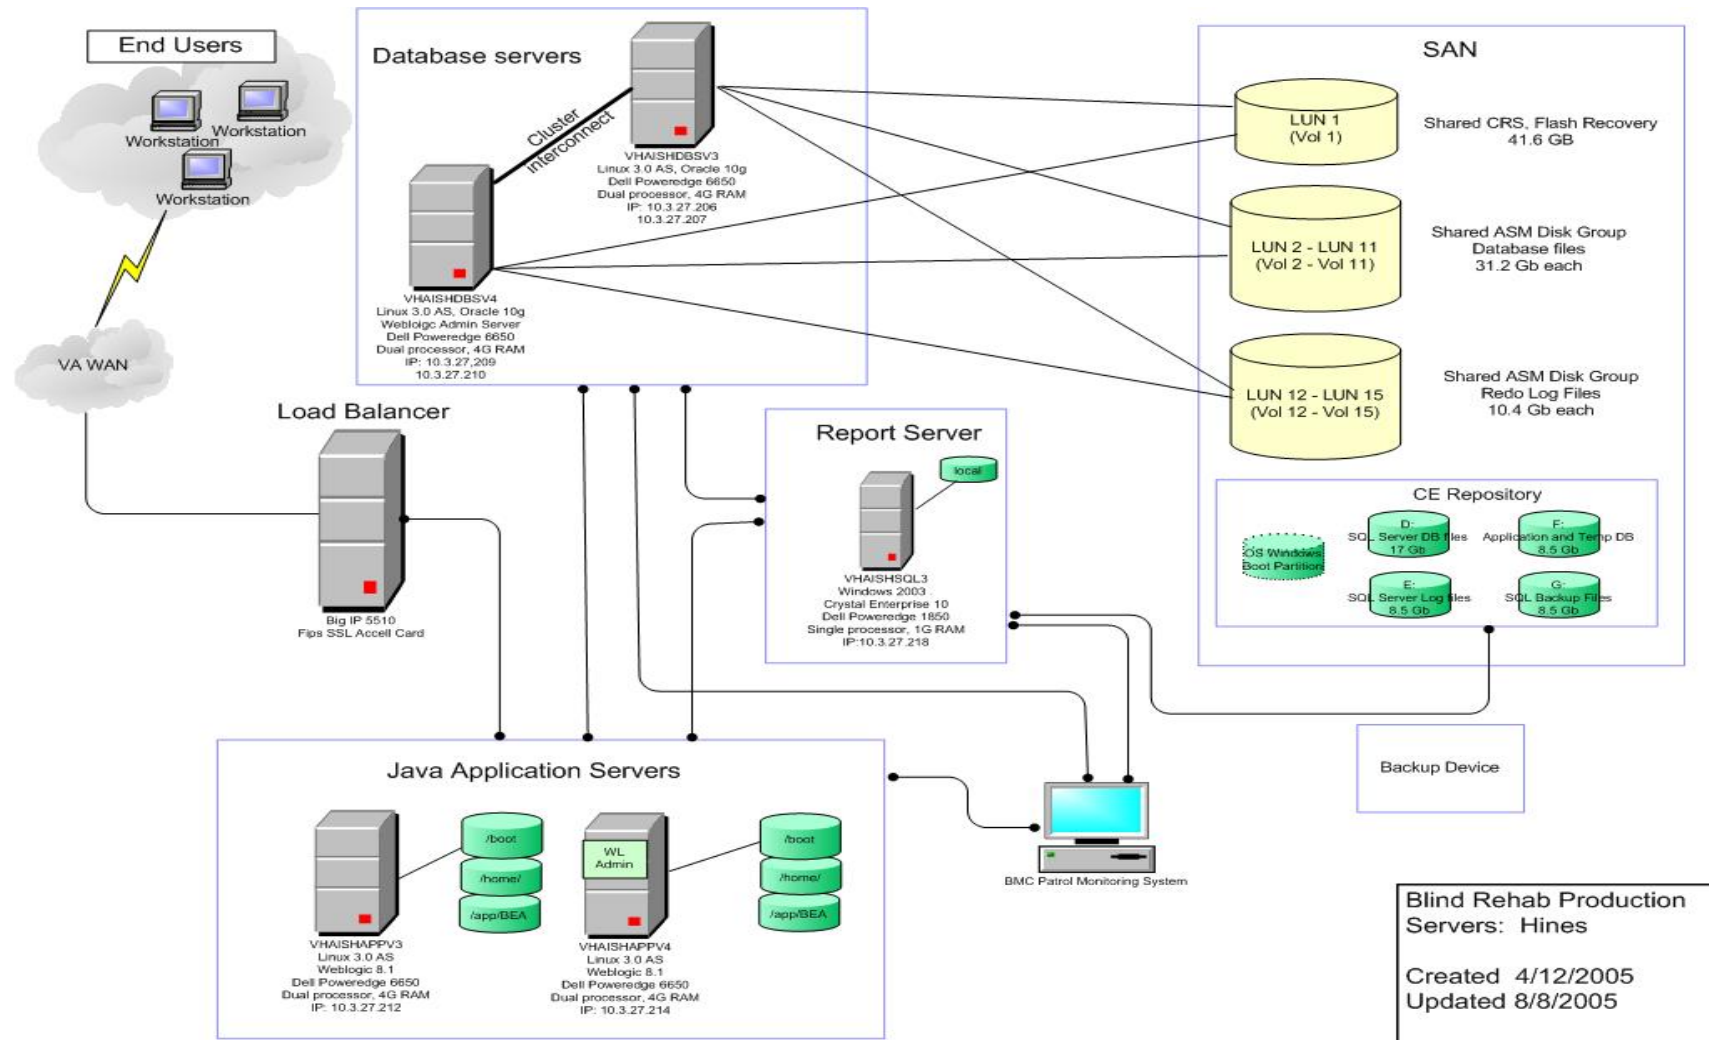 End Users
Workstation
Workstation
Workstation
VA WAN
Database servers
Cluster
interconnect
VHAISHDBSV3
Linux 3.0 AS, Oracle 10g
Dell Poweredge 6650
Dual processor, 4G RAM
IP: 10.3.27.206
10.3.27.207
VHAISHDBSV4
Linux 3.0 AS, Oracle 10g
Webloigc Admin Server
Dell Poweredge 6650
Dual processor, 4G RAM
IP: 10.3.27,209
10.3.27.210
SAN
LUN 1
(Vol 1)
Shared CRS, Flash Recovery
41.6 GB
LUN 2 - LUN 11
(Vol 2 - Vol 11)
Shared ASM Disk Group
Database files
31.2 Gb each
LUN 12 - LUN 15
(Vol 12 - Vol 15)
Shared ASM Disk Group
Redo Log Files
10.4 Gb each
CE Repository
OS Windows
Boot Partition
D:
SQL Server DB files
17 Gb
F:
Application and Temp DB
8.5 Gb
E:
SQL Server Log files
8.5 Gb
G:
SQL Backup Files
8.5 Gb
Load Balancer
Big IP 5510
Fips SSL Accell Card
Report Server
local
VHAISHSQL3
Windows 2003
Crystal Enterprise 10
Dell Poweredge 1850
Single processor, 1G RAM
IP:10.3.27.218
Backup Device
Java Application Servers
/boot
/home/
/app/BEA
VHAISHAPPV3
Linux 3.0 AS
Weblogic 8.1
Dell Poweredge 6650
Dual processor, 4G RAM
IP: 10.3.27.212
WL
Admin
/boot
/home/
/app/BEA
VHAISHAPPV4
Linux 3.0 AS
Weblogic 8.1
Dell Poweredge 6650
Dual processor, 4G RAM
IP: 10.3.27.214
BMC Patrol Monitoring System
Blind Rehab Production
Servers: Hines
Created 4/12/2005
Updated 8/8/2005